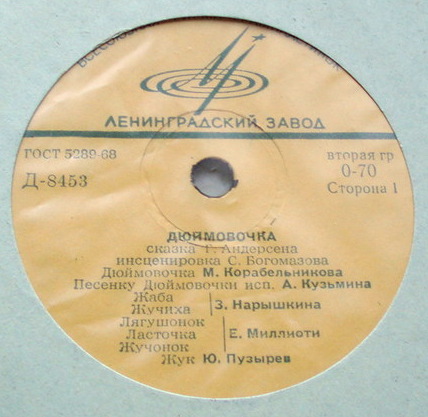 ЛЕНИНГРАДСКИЙ ЗАВОД
ГОСТ 5289-68
вторая гр
Д-8453
0-70
Сторона 1
ДЮЙМОВОЧКА
сказка Г. Андерсена
инсценировка С. Богомазова
Дюймовочка М. Корабельникова
Песенку Дюймовочки исп. А. Кузьмина
Жаба
Жучиха
З. Нарышкина
Лягушонок
Ласточка
Жучонок
Е. Миллиоти
Жук Ю. Пузырев